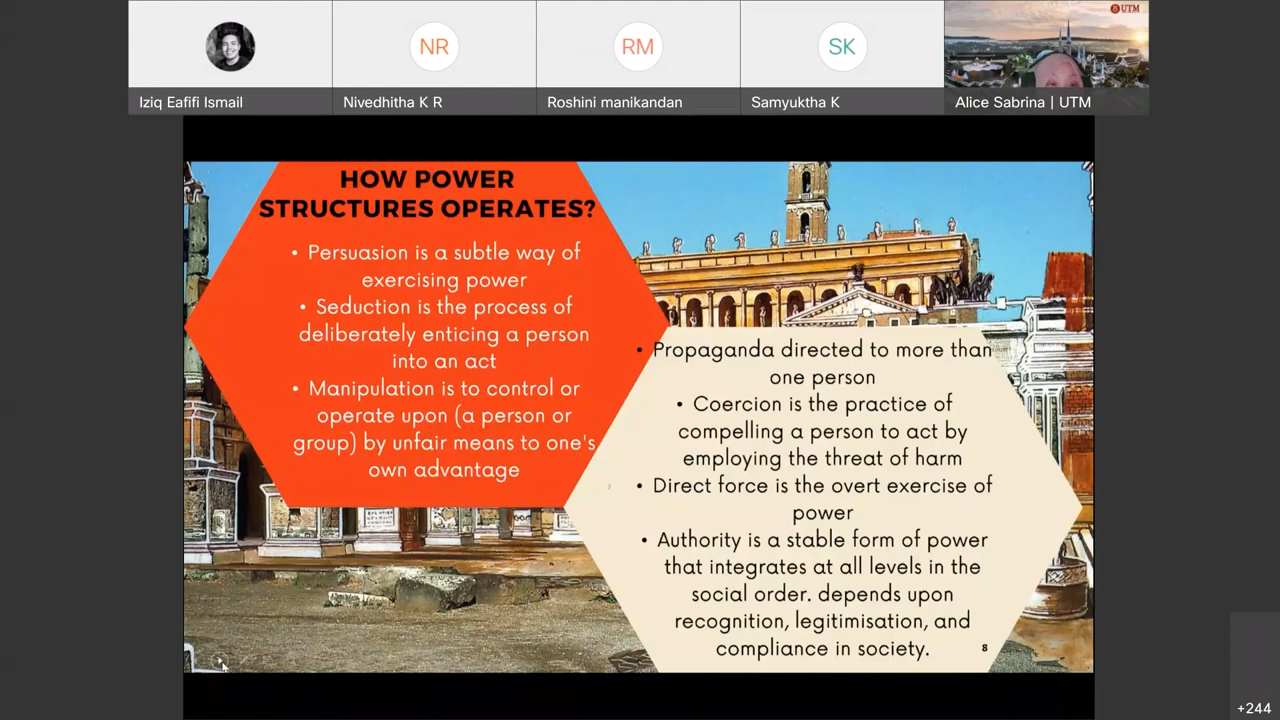 UTM
NR
RM
SK
Iziq Eafifi Ismail
Nivedhitha K R
Roshini manikandan
Samyuktha K
Alice Sabrina | UTM
HOW POWER
STRUCTURES OPERATES?
• Persuasion is a subtle way of
exercising power
• Seduction is the process of
deliberately enticing a person
into an act
• Manipulation is to control or
operate upon (a person or
group) by unfair means to one's
own advantage
• Propaganda directed to more than
one person
• Coercion is the practice of
compelling a person to act by
employing the threat of harm
• Direct force is the overt exercise of
power
• Authority is a stable form of power
that integrates at all levels in the
social order. depends upon
recognition, legitimisation, and
compliance in society.
8
+244